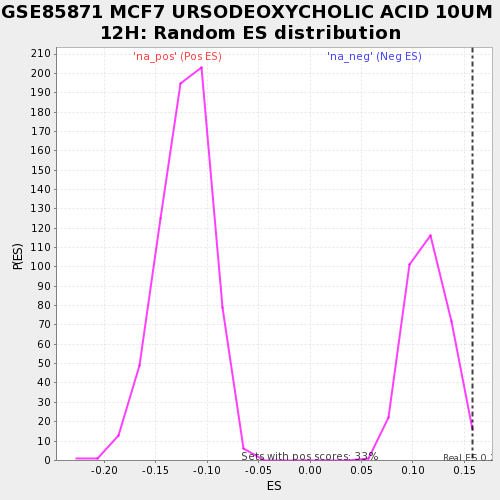 GSE85871 MCF7 URSODEOXYCHOLIC ACID 10UM
12H: Random ES distribution
'na_pos' (Pos ES)
'na_neg' (Neg ES)
210
200
190
180
170
160
150
140
130
120
110
100
90
80
70
60
50
40
30
20
10
0
P(ES)
Sets with pos scores: 33%
Real ES 0.
-0.20 -0.15 -0.10 -0.05 0.00 0.05 0.10 0.15
ES